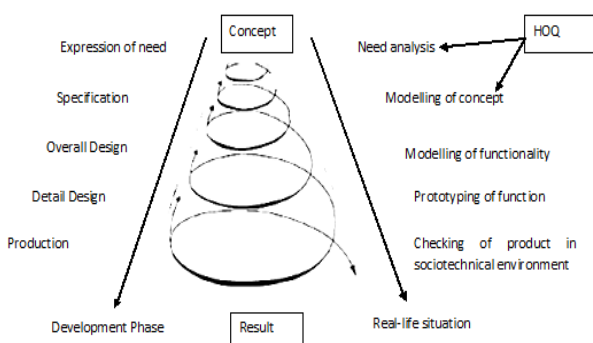 Concept
HOQ
Expression of need
Need analysis
Specification
Modelling of concept
Overall Design
Modelling of functionality
Detail Design
Prototyping of function
Production
Checking of product in
sociotechnical environment
Development Phase
Result
Real-life situation